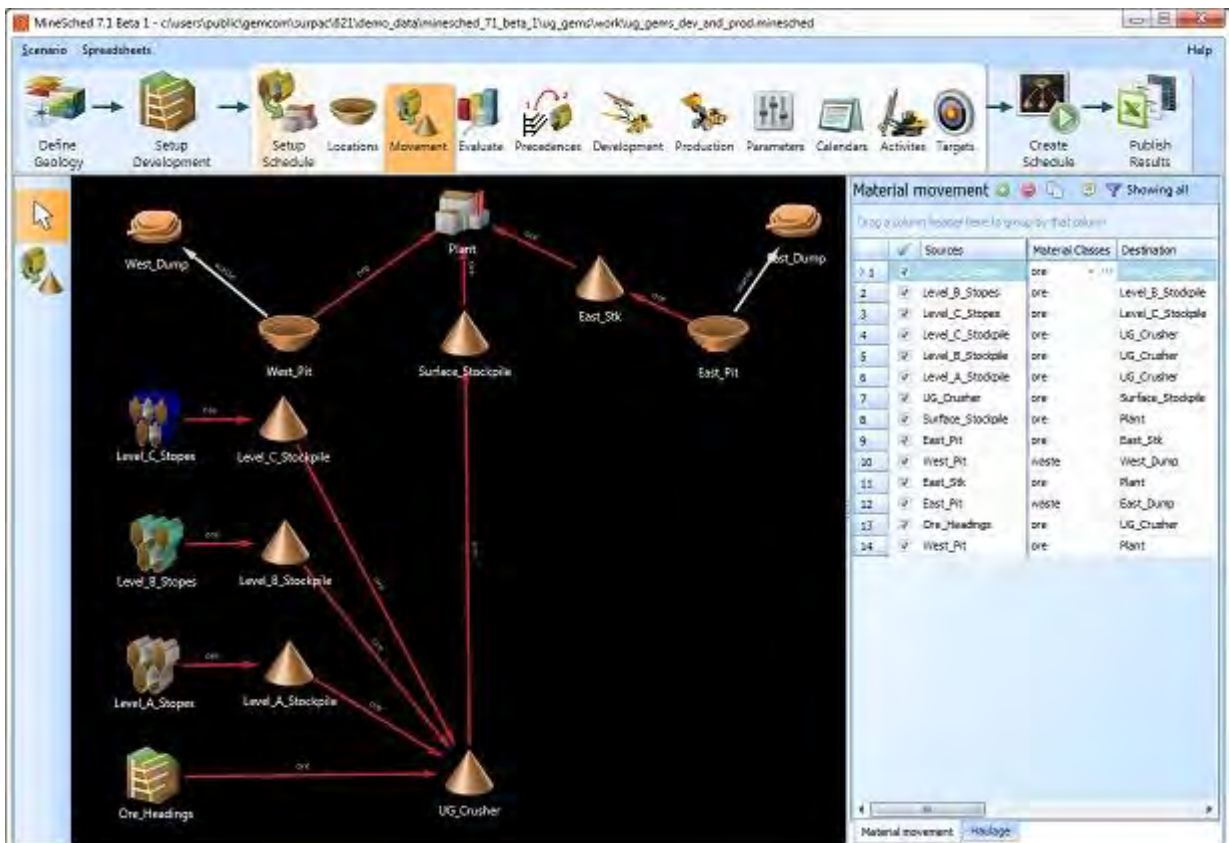 MineSched 7.1 Beta 1 - c:\users\public\gemcom\surpac\621\demo_data\minesched_71_beta_1\ug_gems\work\ug_gems_dev_and_prod.minesched
Scenario Spreadsheets Help
Define Geology
Setup Development
Setup Schedule
Locations
Movement
Evaluate
Precedences
Development
Production
Parameters
Calendars
Activites
Targets
Create Schedule
Publish Results
West_Dump
waste
Plant
ore
ore
ore
East_Dump
waste
East_Stk
ore
West_Pit
Surface_Stockpile
East_Pit
Level_C_Stopes
ore
Level_C_Stockpile
ore
Level_B_Stopes
ore
Level_B_Stockpile
ore
Level_A_Stopes
ore
Level_A_Stockpile
ore
Ore_Headings
ore
UG_Crusher
Material movement Showing all
Drag a column header here to group by that column
Sources Material Classes Destination
1 ore
2 Level_B_Stopes ore Level_B_Stockpile
3 Level_C_Stopes ore Level_C_Stockpile
4 Level_C_Stockpile ore UG_Crusher
5 Level_B_Stockpile ore UG_Crusher
6 Level_A_Stockpile ore UG_Crusher
7 UG_Crusher ore Surface_Stockpile
8 Surface_Stockpile ore Plant
9 East_Pit ore East_Stk
10 West_Pit waste West_Dump
11 East_Stk ore Plant
12 East_Pit waste East_Dump
13 Ore_Headings ore UG_Crusher
14 West_Pit ore Plant
Material movement Haulage